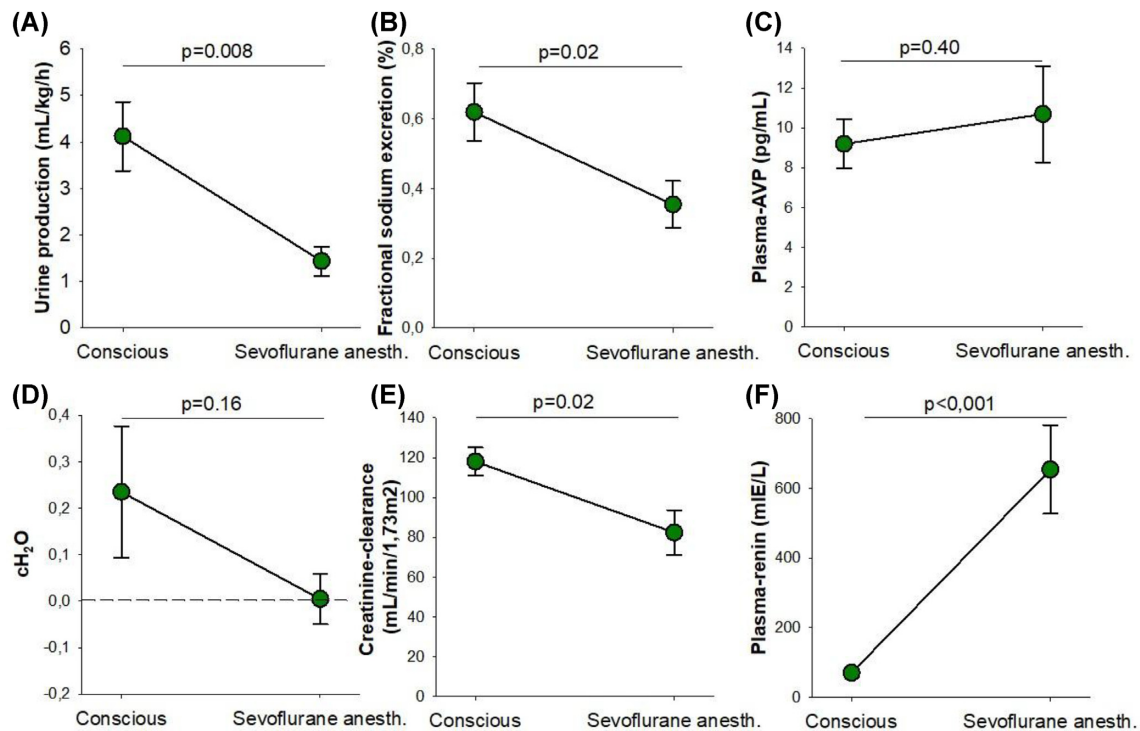 (A)
p=0.008
Urine production (mL/kg/h)
6
5
4
3
2
1
0
Conscious
Sevoflurane anesth.
(B)
p=0.02
Fractional sodium excretion (%)
0,8
0,6
0,4
0,2
0,0
Conscious
Sevoflurane anesth.
(C)
p=0.40
Plasma-AVP (pg/mL)
14
12
10
8
6
4
2
0
Conscious
Sevoflurane anesth.
(D)
p=0.16
cH₂O
0,4
0,3
0,2
0,1
0,0
-0,1
-0,2
Conscious
Sevoflurane anesth.
(E)
p=0.02
Creatinine-clearance
(mL/min/1,73m2)
140
120
100
80
60
40
20
0
Conscious
Sevoflurane anesth.
(F)
p<0,001
Plasma-renin (mIE/L)
800
600
400
200
0
Conscious
Sevoflurane anesth.